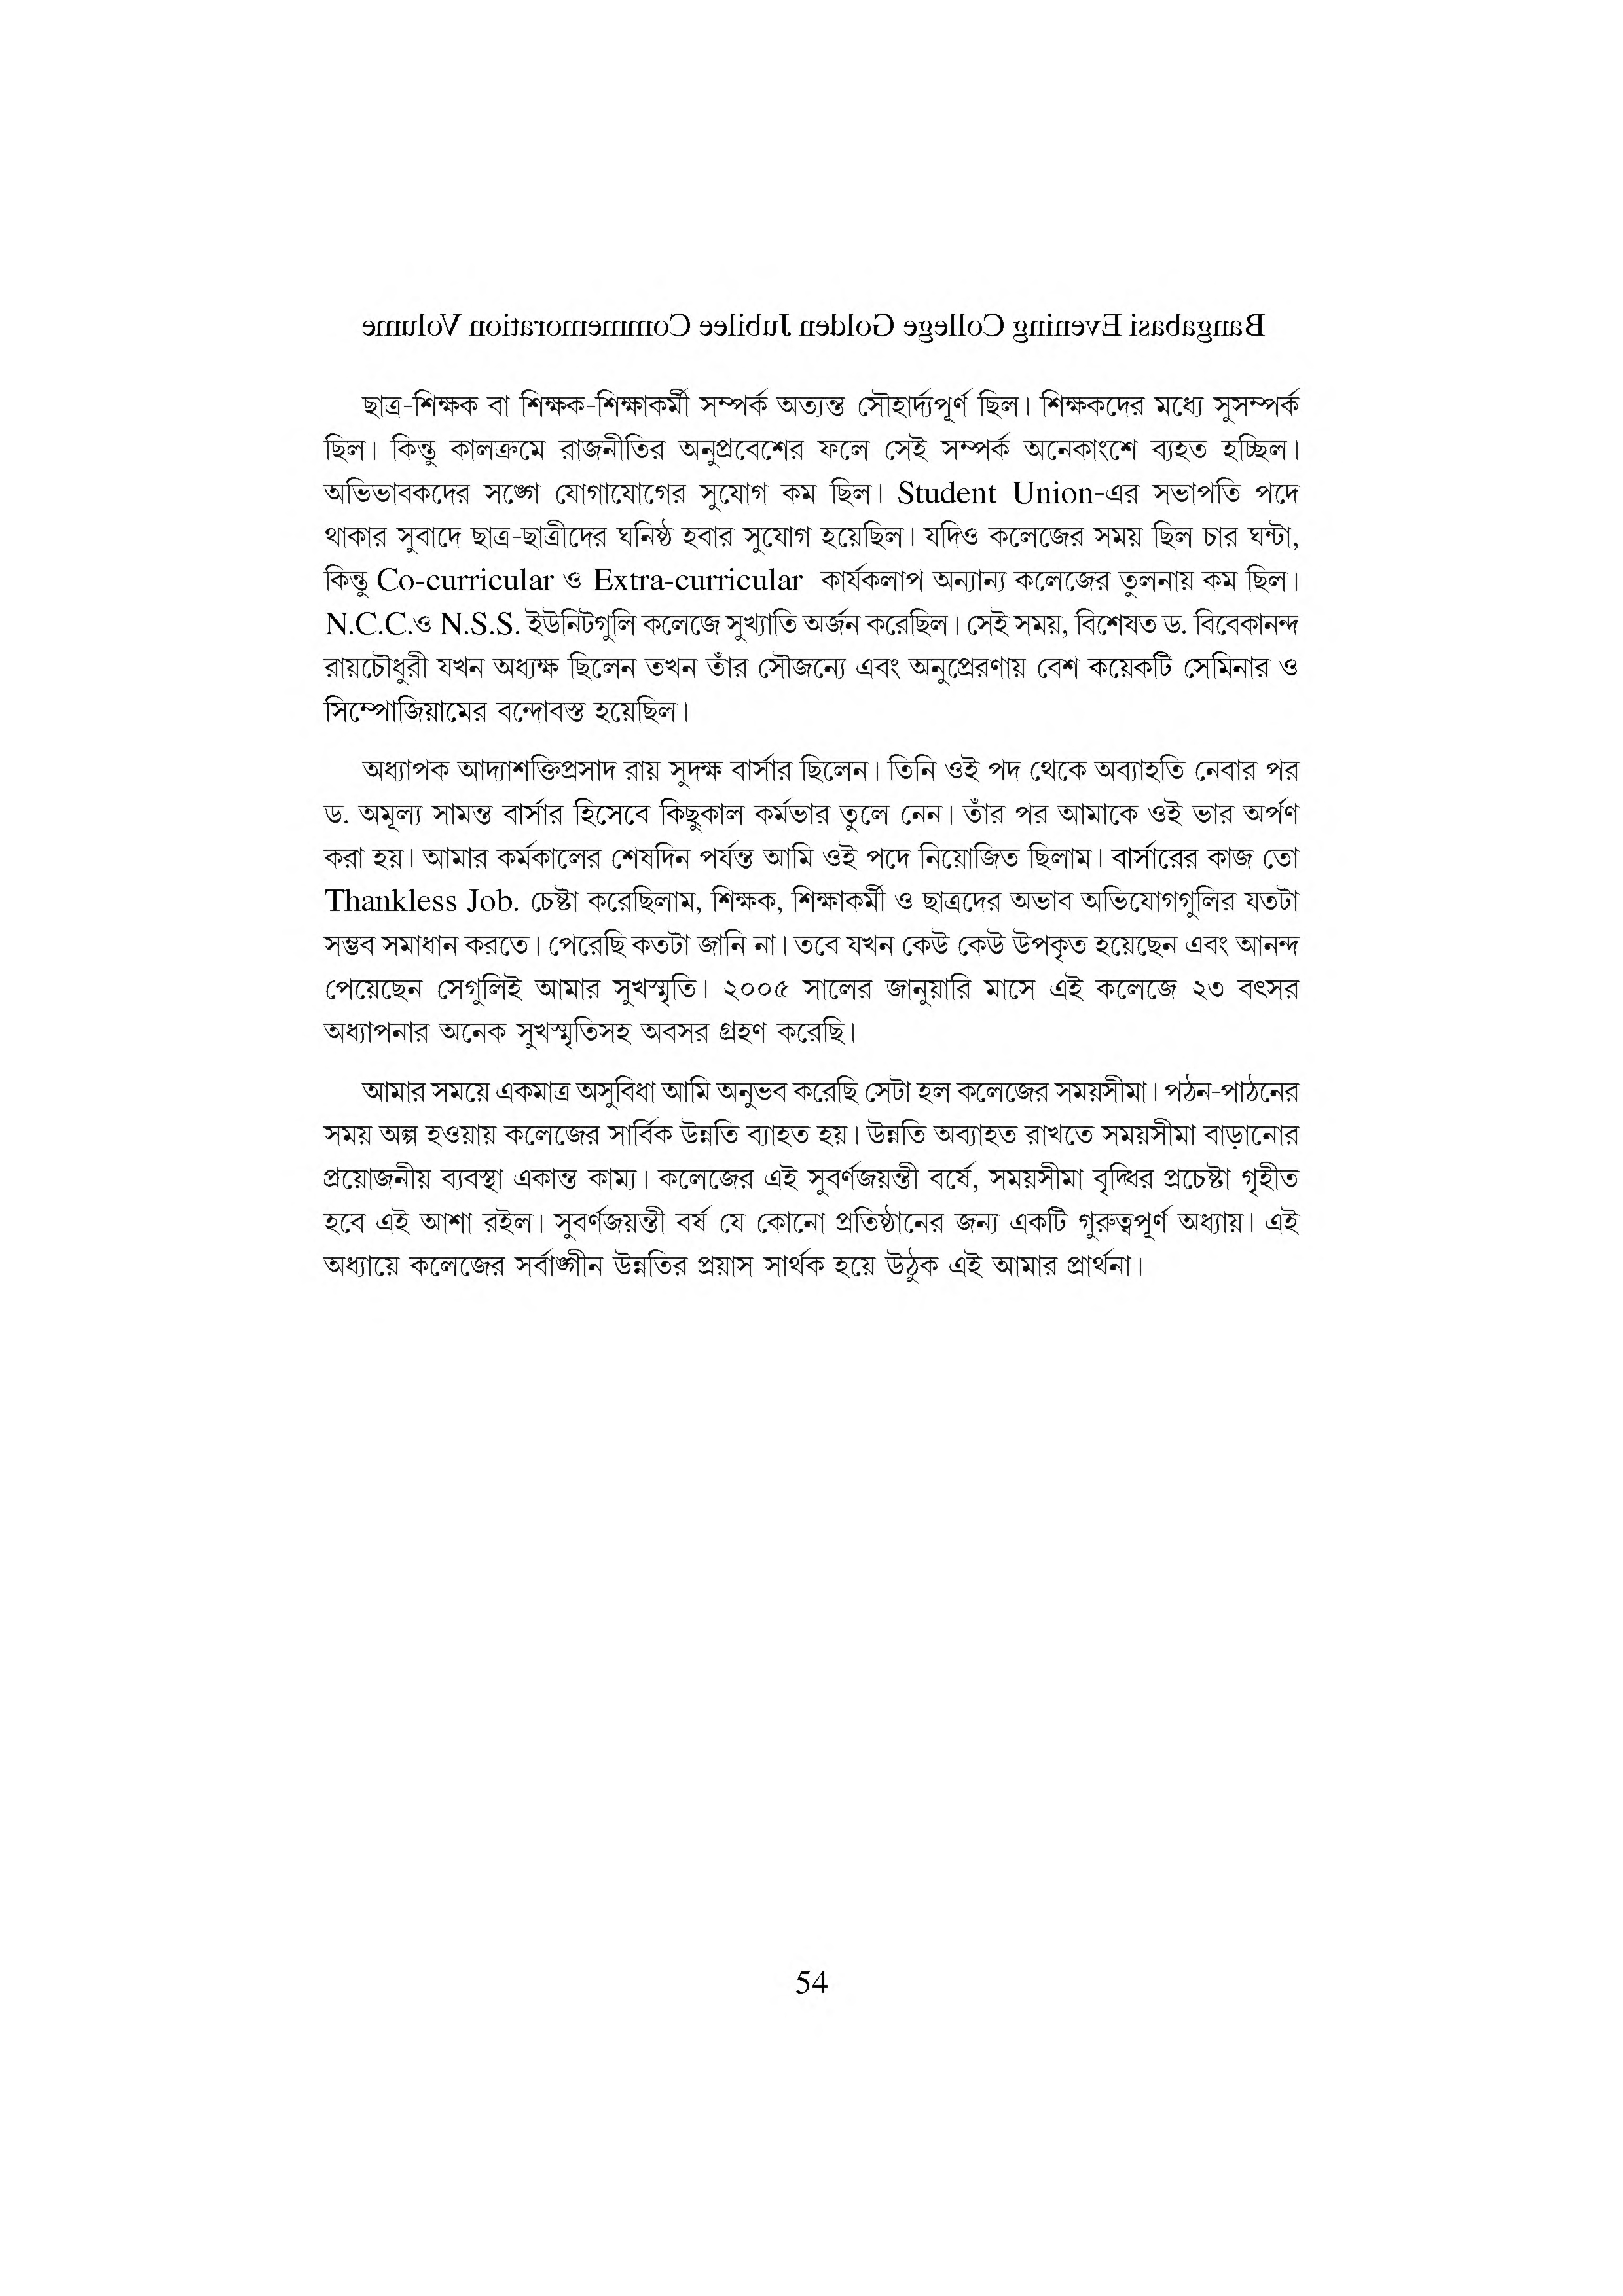 Bangabasi Evening College Golden Jubilee Commemoration Volume
ছাত্র-শিক্ষক বা শিক্ষক-শিক্ষাকর্মী সম্পর্ক অত্যন্ত সৌহার্দ্যপূর্ণ ছিল। শিক্ষকদের মধ্যে সুসম্পর্ক
ছিল। কিন্তু কালক্রমে রাজনীতির অনুপ্রবেশের ফলে সেই সম্পর্ক অনেকাংশে ব্যহত হচ্ছিল।
অভিভাবকদের সঙ্গে যোগাযোগের সুযোগ কম ছিল। Student Union-এর সভাপতি পদে
থাকার সুবাদে ছাত্র-ছাত্রীদের ঘনিষ্ঠ হবার সুযোগ হয়েছিল। যদিও কলেজের সময় ছিল চার ঘন্টা,
কিন্তু Co-curricular ও Extra-curricular কার্যকলাপ অন্যান্য কলেজের তুলনায় কম ছিল।
N.C.C.ও N.S.S. ইউনিটগুলি কলেজে সুখ্যাতি অর্জন করেছিল। সেই সময়, বিশেষত ড. বিবেকানন্দ
রায়চৌধুরী যখন অধ্যক্ষ ছিলেন তখন তাঁর সৌজন্যে এবং অনুপ্রেরণায় বেশ কয়েকটি সেমিনার ও
সিম্পোজিয়ামের বন্দোবস্ত হয়েছিল।
অধ্যাপক আদ্যাশক্তিপ্রসাদ রায় সুদক্ষ বার্সার ছিলেন। তিনি ওই পদ থেকে অব্যাহতি নেবার পর
ড. অমূল্য সামন্ত বার্সার হিসেবে কিছুকাল কর্মভার তুলে নেন। তাঁর পর আমাকে ওই ভার অর্পণ
করা হয়। আমার কর্মকালের শেষদিন পর্যন্ত আমি ওই পদে নিয়োজিত ছিলাম। বার্সারের কাজ তো
Thankless Job. চেষ্টা করেছিলাম, শিক্ষক, শিক্ষাকর্মী ও ছাত্রদের অভাব অভিযোগগুলির যতটা
সম্ভব সমাধান করতে। পেরেছি কতটা জানি না। তবে যখন কেউ কেউ উপকৃত হয়েছেন এবং আনন্দ
পেয়েছেন সেগুলিই আমার সুখস্মৃতি। ২০০৫ সালের জানুয়ারি মাসে এই কলেজে ২৩ বৎসর
অধ্যাপনার অনেক সুখস্মৃতিসহ অবসর গ্রহণ করেছি।
আমার সময়ে একমাত্র অসুবিধা আমি অনুভব করেছি সেটা হল কলেজের সময়সীমা। পঠন-পাঠনের
সময় অল্প হওয়ায় কলেজের সার্বিক উন্নতি ব্যাহত হয়। উন্নতি অব্যাহত রাখতে সময়সীমা বাড়ানোর
প্রয়োজনীয় ব্যবস্থা একান্ত কাম্য। কলেজের এই সুবর্ণজয়ন্তী বর্ষে, সময়সীমা বৃদ্ধির প্রচেষ্টা গৃহীত
হবে এই আশা রইল। সুবর্ণজয়ন্তী বর্ষ যে কোনো প্রতিষ্ঠানের জন্য একটি গুরুত্বপূর্ণ অধ্যায়। এই
অধ্যায়ে কলেজের সর্বাঙ্গীন উন্নতির প্রয়াস সার্থক হয়ে উঠুক এই আমার প্রার্থনা।
54